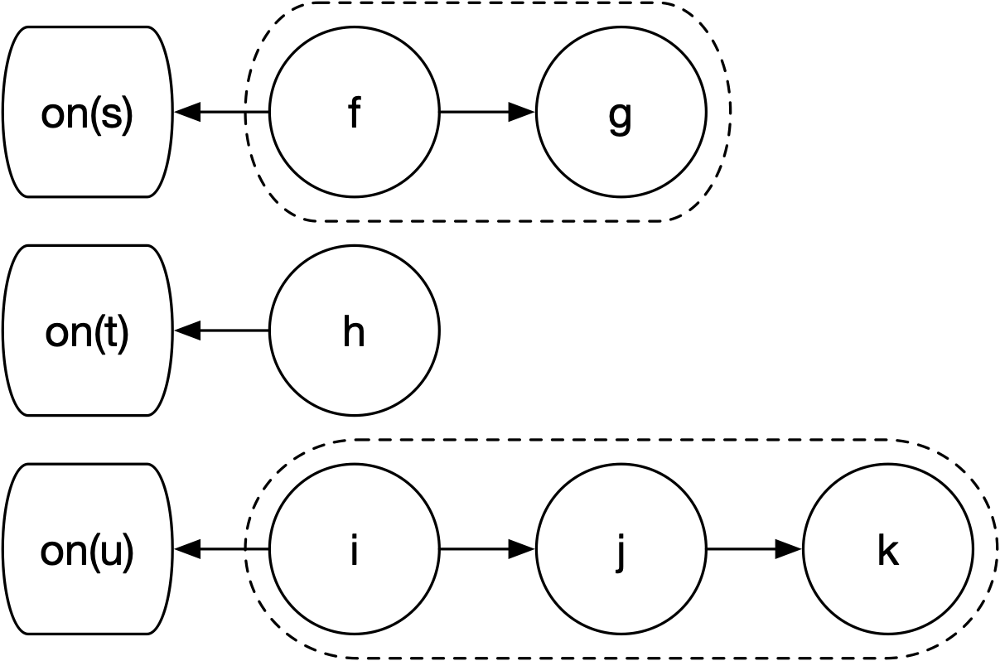 on(s) f g
on(t) h
on(u) i j k